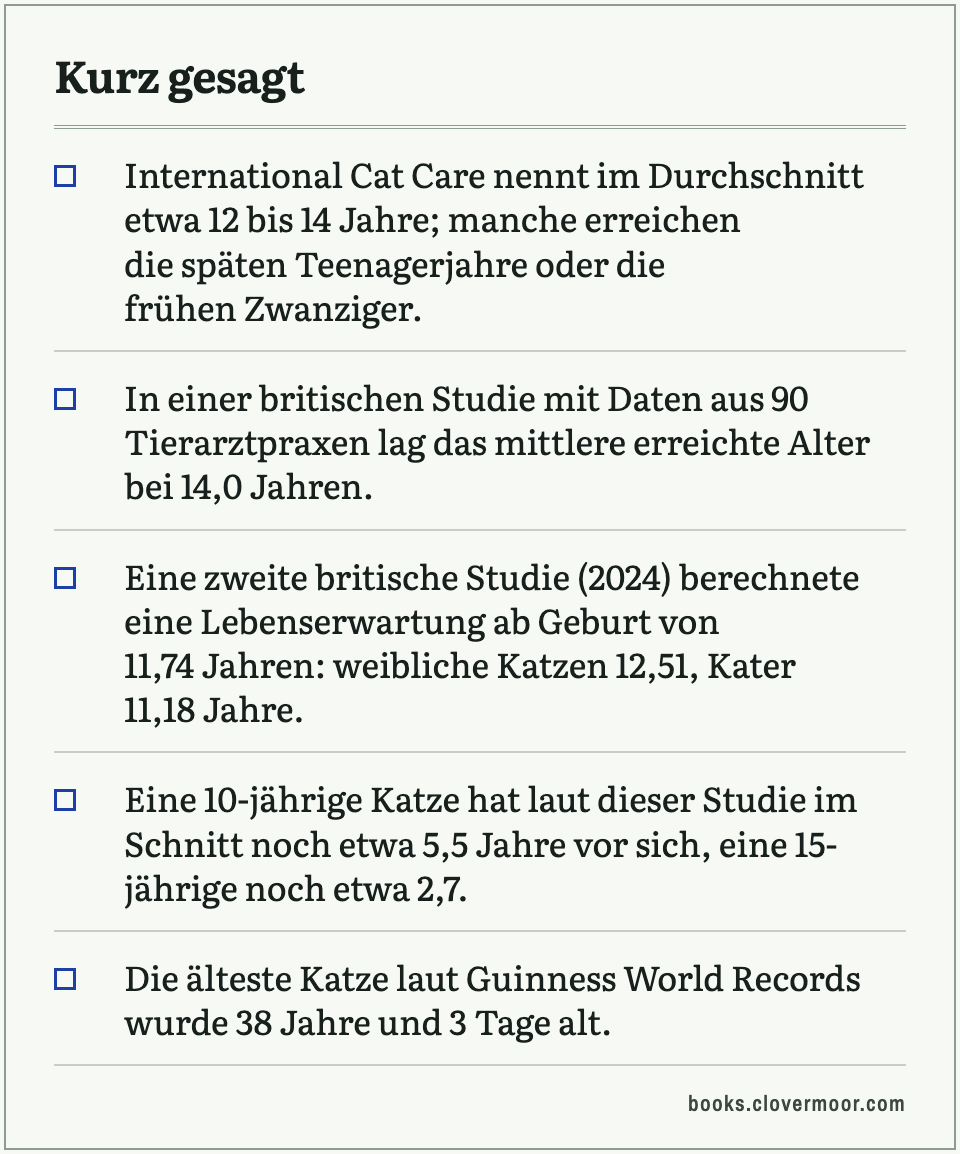 Kurz gesagt
International Cat Care nennt im Durchschnitt
etwa 12 bis 14 Jahre; manche erreichen
die späten Teenagerjahre oder die
frühen Zwanziger.
In einer britischen Studie mit Daten aus 90
Tierarztpraxen lag das mittlere erreichte Alter
bei 14,0 Jahren.
Eine zweite britische Studie (2024) berechnete
eine Lebenserwartung ab Geburt von
11,74 Jahren: weibliche Katzen 12,51, Kater
11,18 Jahre.
Eine 10-jährige Katze hat laut dieser Studie im
Schnitt noch etwa 5,5 Jahre vor sich, eine 15-
jährige noch etwa 2,7.
Die älteste Katze laut Guinness World Records
wurde 38 Jahre und 3 Tage alt.
books.clovermoor.com